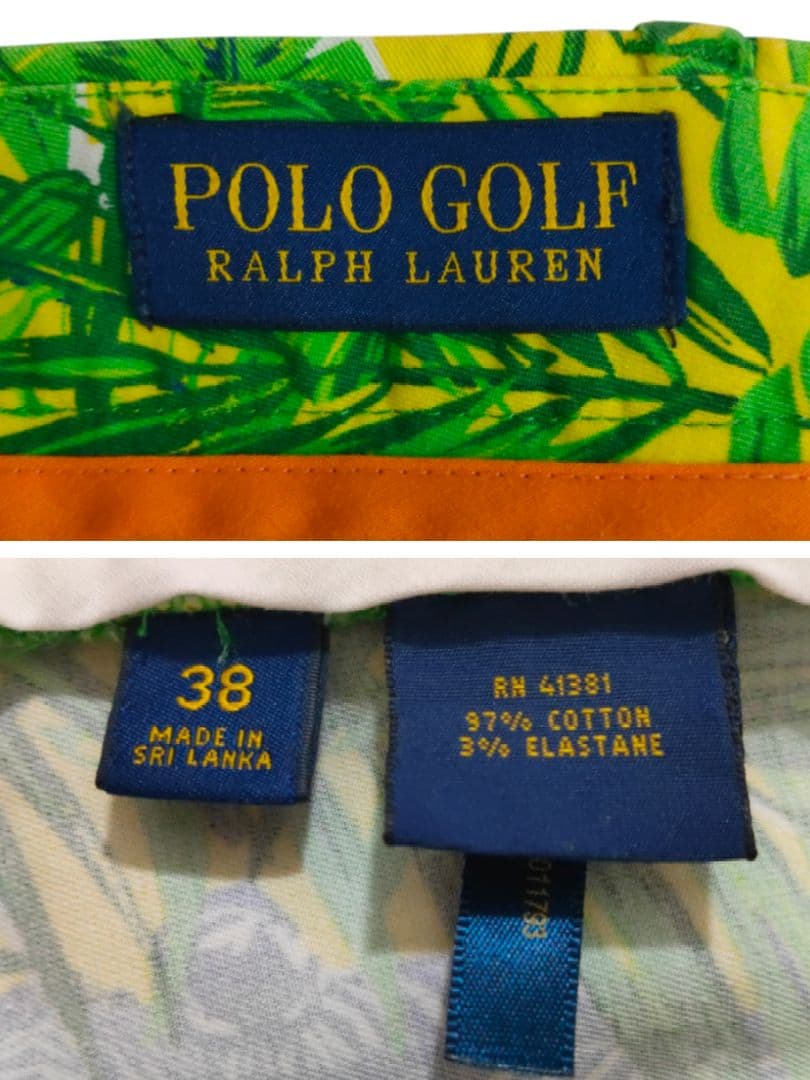 POLO GOLF
RALPH LAUREN
38
MADE IN
SRI LANKA
RN 41381
97% COTTON
3% ELASTANE